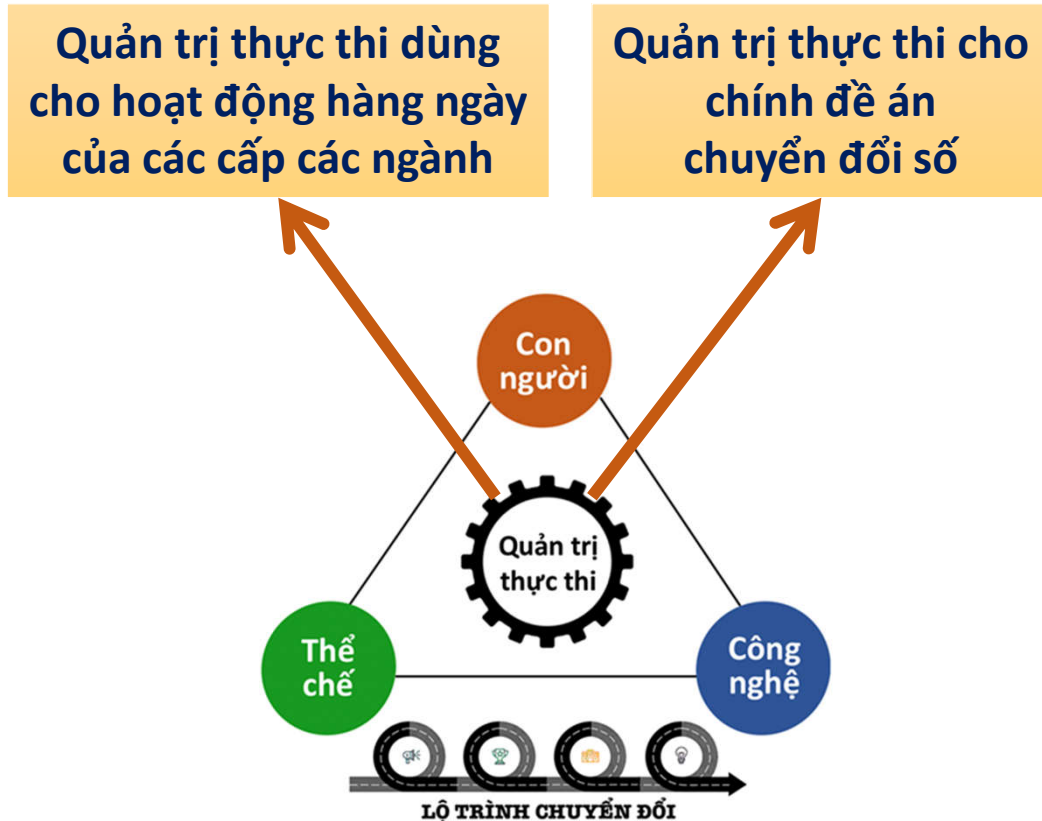 Quản trị thực thi dùng
cho hoạt động hàng ngày
của các cấp các ngành
Quản trị thực thi cho
chính đề án
chuyển đổi số
Con
người
Quản trị
thực thi
Thể
chế
Công
nghệ
LỘ TRÌNH CHUYỂN ĐỔI